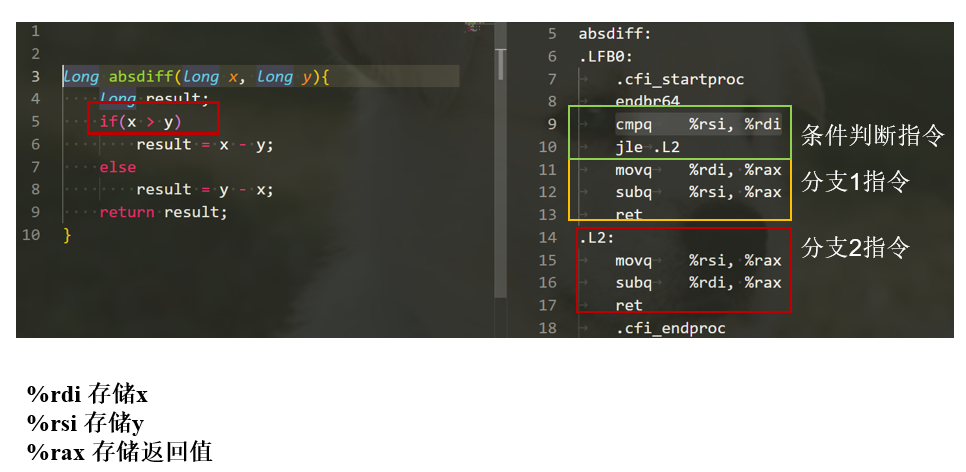 1
2
3 long absdiff(long x, long y){
4 long result;
5 if(x > y)
6 result = x - y;
7 else
8 result = y - x;
9 return result;
10 }
5 absdiff:
6 .LFB0:
7 .cfi_startproc
8 endbr64
9 cmpq %rsi, %rdi
10 jle .L2
11 movq %rdi, %rax
12 subq %rsi, %rax
13 ret
14 .L2:
15 movq %rsi, %rax
16 subq %rdi, %rax
17 ret
18 .cfi_endproc
条件判断指令
分支1指令
分支2指令
%rdi 存储x
%rsi 存储y
%rax 存储返回值